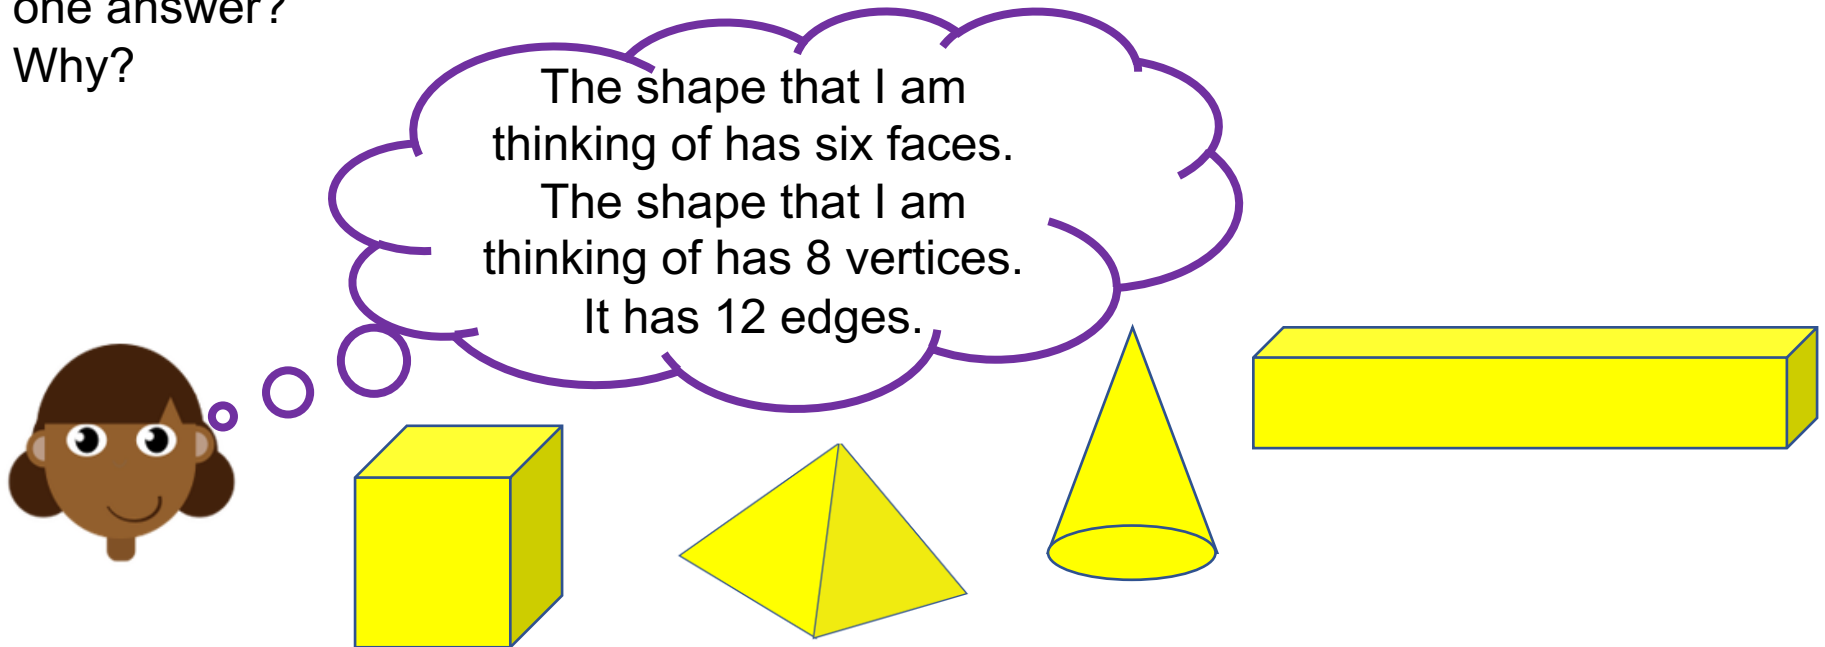 one answer?
Why?
The shape that I am
thinking of has six faces.
The shape that I am
thinking of has 8 vertices.
It has 12 edges.